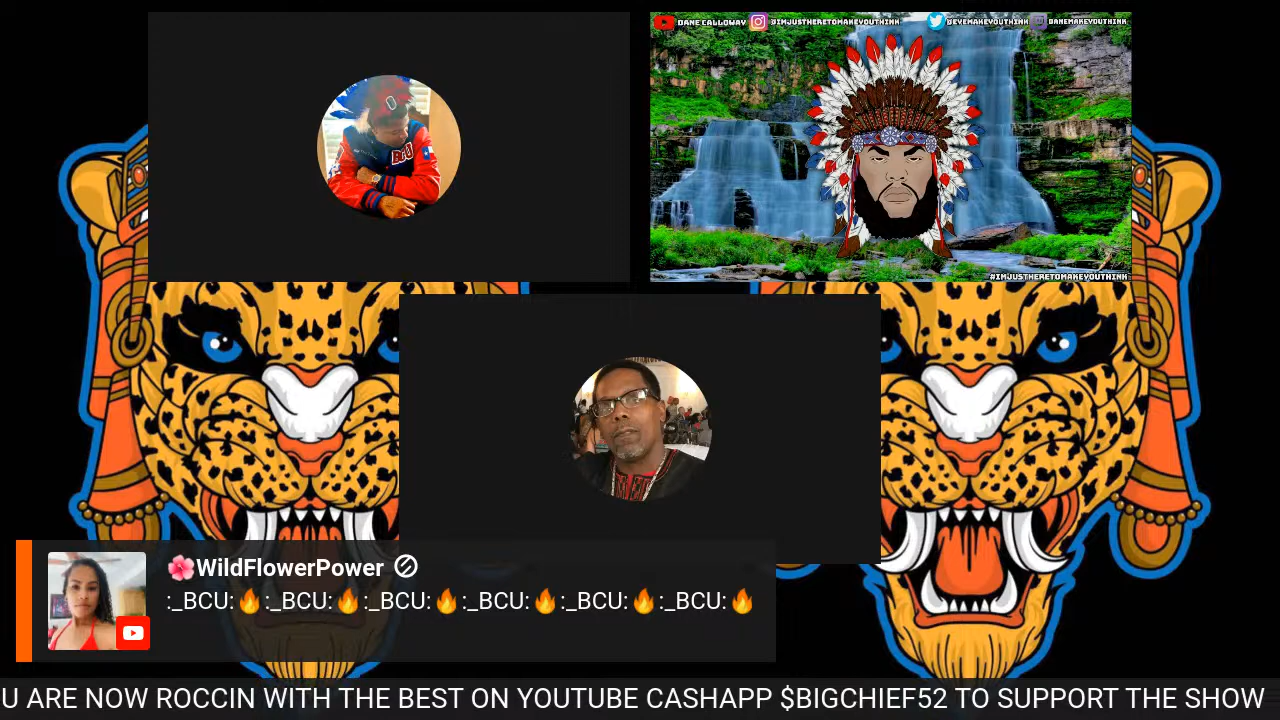 DANE CALLOWAY @IMJUSTHERETOMAKEYOUTHINK @EYEMAKEYOUTHINK DANEMAKEYOUTHINK
BCU
#IMJUSTHERETOMAKEYOUTHINK
🌸WildFlowerPower
:_BCU:🔥:_BCU:🔥:_BCU:🔥:_BCU:🔥:_BCU:🔥:_BCU:🔥
U ARE NOW ROCCIN WITH THE BEST ON YOUTUBE CASHAPP $BIGCHIEF52 TO SUPPORT THE SHOW